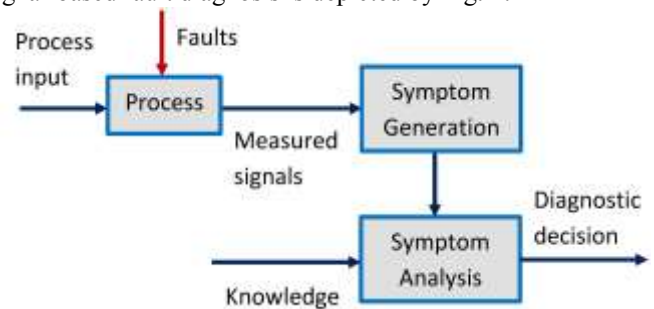 Process
input
Faults
Process
Symptom
Generation
Measured
signals
Diagnostic
decision
Symptom
Analysis
Knowledge